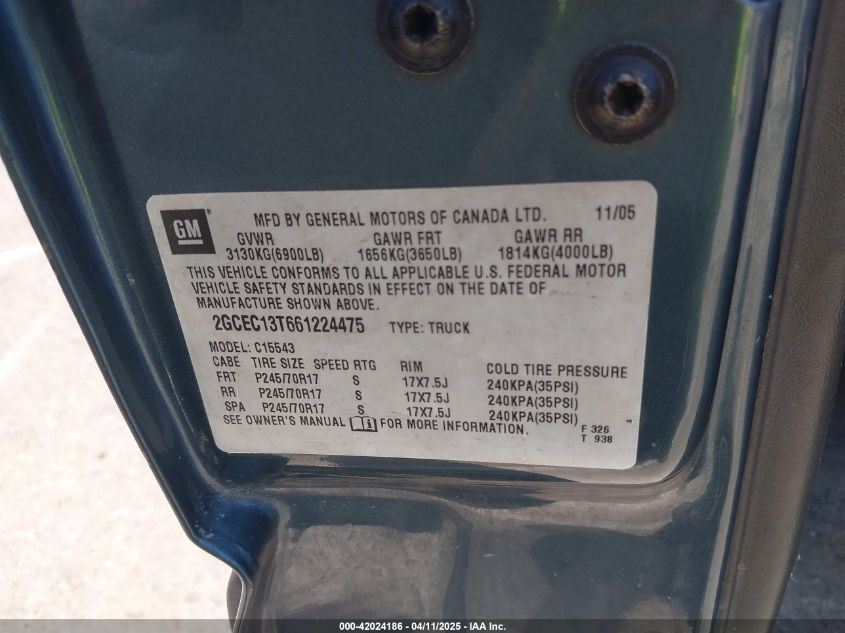 GM
MFD BY GENERAL MOTORS OF CANADA LTD. 11/05
GVWR GAWR FRT GAWR RR
3130KG(6900LB) 1656KG(3650LB) 1814KG(4000LB)
THIS VEHICLE CONFORMS TO ALL APPLICABLE U.S. FEDERAL MOTOR
VEHICLE SAFETY STANDARDS IN EFFECT ON THE DATE OF
MANUFACTURE SHOWN ABOVE.
2GCEC13T661224475 TYPE: TRUCK
MODEL: C15543
CABE TIRE SIZE SPEED RTG RIM COLD TIRE PRESSURE
FRT P245/70R17 S 17X7.5J 240KPA(35PSI)
RR P245/70R17 S 17X7.5J 240KPA(35PSI)
SPA P245/70R17 S 17X7.5J 240KPA(35PSI)
SEE OWNER'S MANUAL FOR MORE INFORMATION.
F 326
T 938
000-42024186 - 04/11/2025 - IAA Inc.